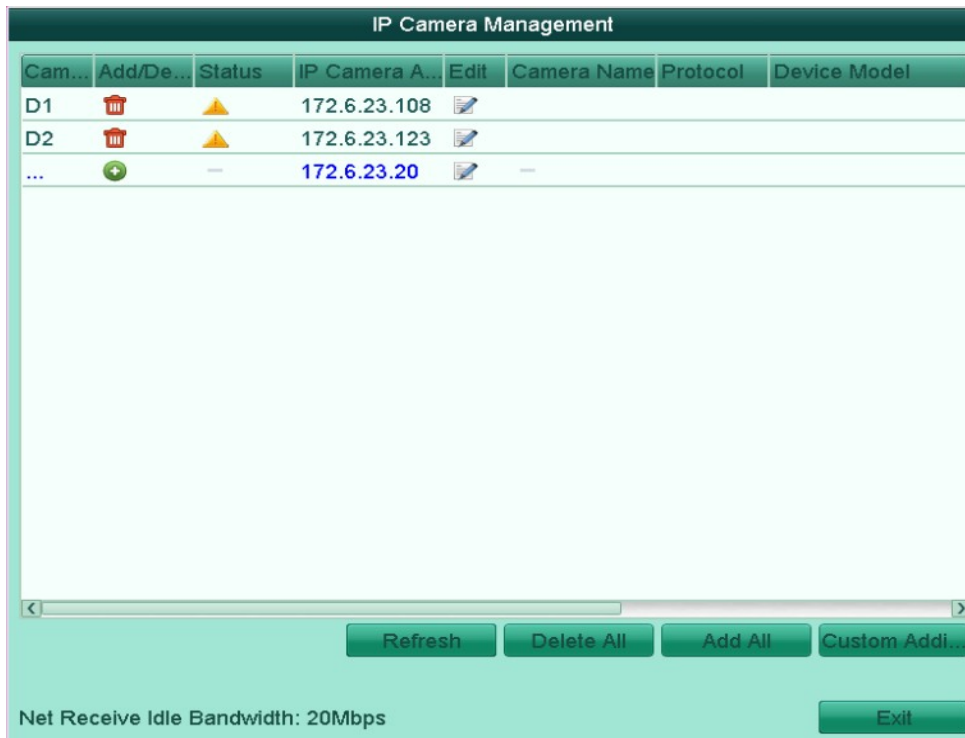 IP Camera Management
Cam... Add/De... Status IP Camera A... Edit Camera Name Protocol Device Model
D1 172.6.23.108
D2 172.6.23.123
... — 172.6.23.20 —
Refresh Delete All Add All Custom Addi...
Net Receive Idle Bandwidth: 20Mbps Exit